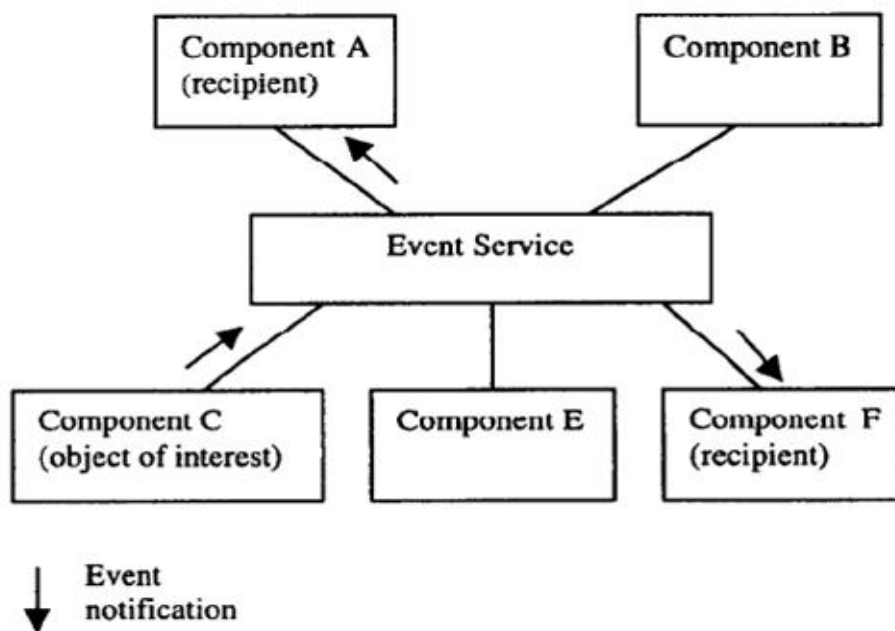 Component A
(recipient)
Component B
Event Service
Component C
(object of interest)
Component E
Component F
(recipient)
Event
notification